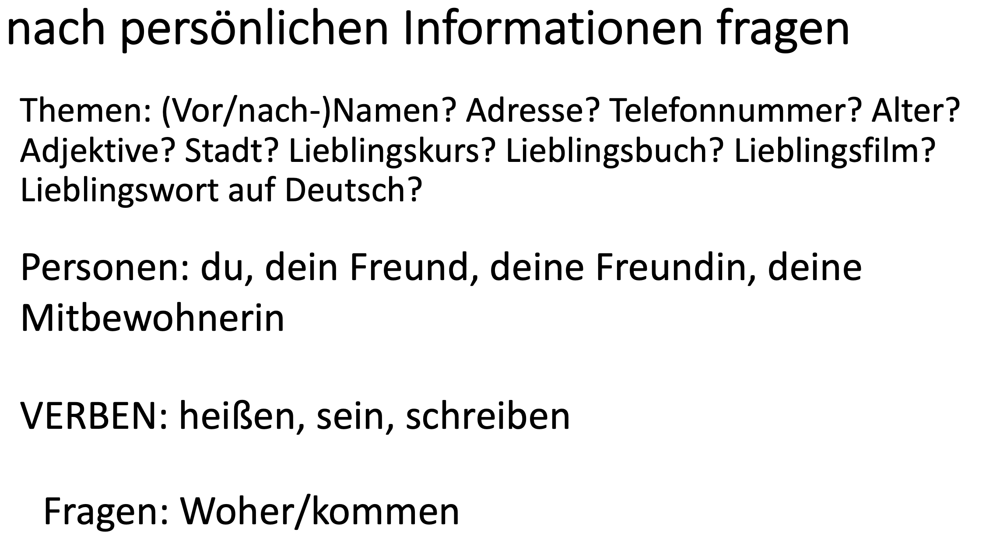 nach persönlichen Informationen fragen
Themen: (Vor/nach-)Namen? Adresse? Telefonnummer? Alter?
Adjektive? Stadt? Lieblingskurs? Lieblingsbuch? Lieblingsfilm?
Lieblingswort auf Deutsch?
Personen: du, dein Freund, deine Freundin, deine
Mitbewohnerin
VERBEN: heißen, sein, schreiben
Fragen: Woher/kommen